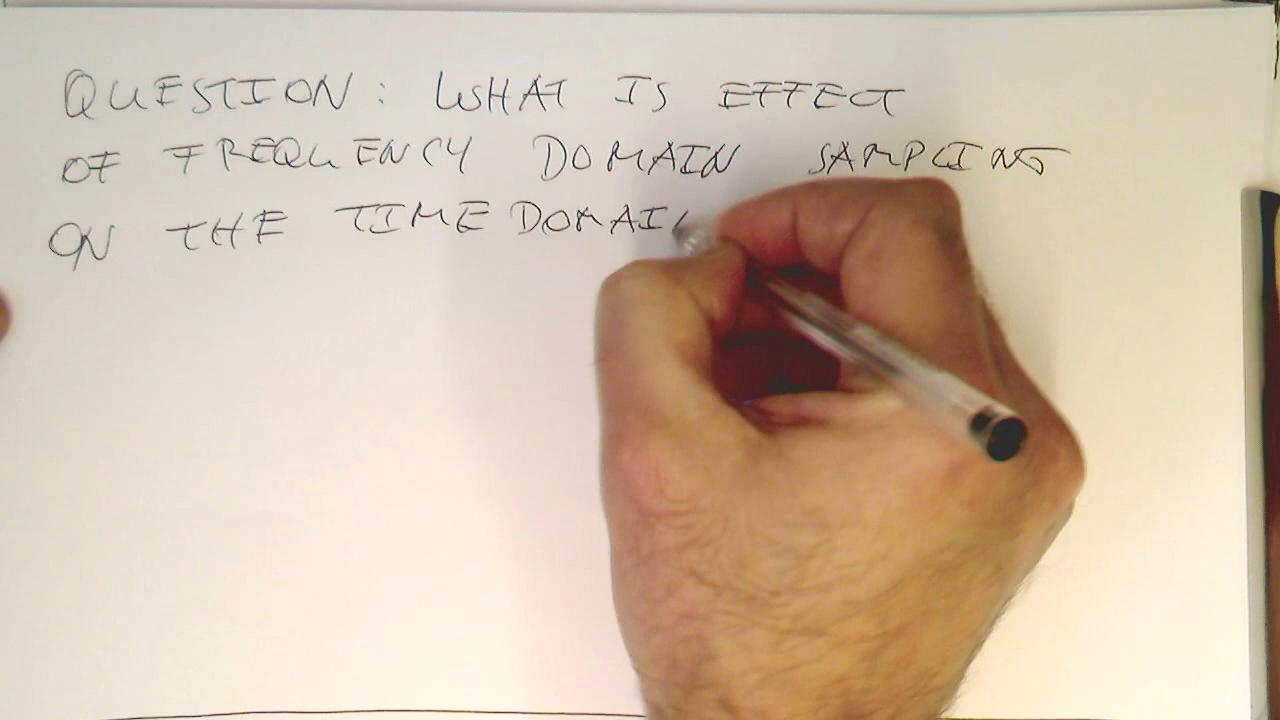 QUESTION: WHAT IS EFFECT
OF FREQUENCY DOMAIN SAMPLING
ON THE TIME DOMAI